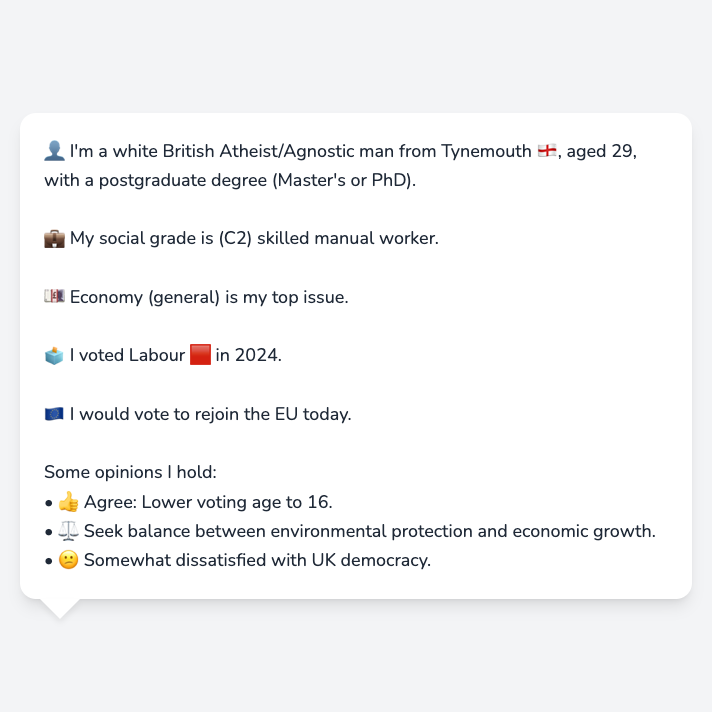 👤 I'm a white British Atheist/Agnostic man from Tynemouth 🏴󠁧󠁢󠁥󠁮󠁧󠁿, aged 29,
with a postgraduate degree (Master's or PhD).
💼 My social grade is (C2) skilled manual worker.
💷 Economy (general) is my top issue.
🗳️ I voted Labour 🟥 in 2024.
🇪🇺 I would vote to rejoin the EU today.
Some opinions I hold:
• 👍 Agree: Lower voting age to 16.
• ⚖️ Seek balance between environmental protection and economic growth.
• 😕 Somewhat dissatisfied with UK democracy.